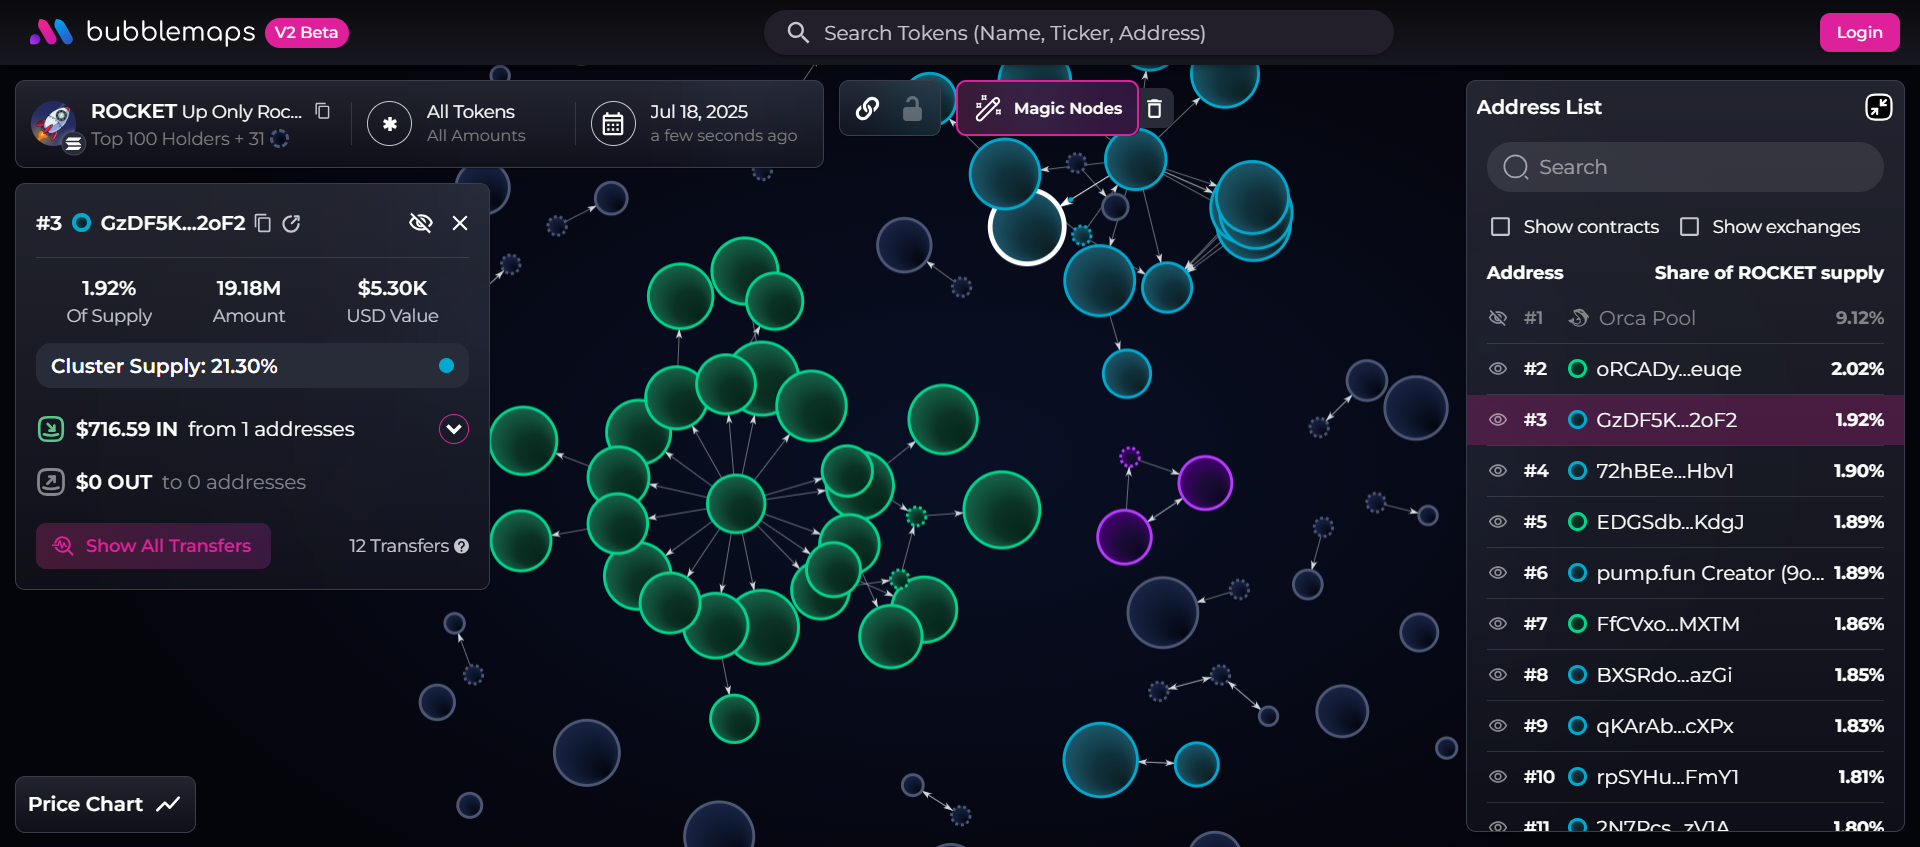 bubblemaps V2 Beta
Search Tokens (Name, Ticker, Address)
Login
ROCKET Up Only Roc...
Top 100 Holders + 31
All Tokens
All Amounts
Jul 18, 2025
a few seconds ago
Magic Nodes
#3 GzDF5K...2oF2
1.92% 19.18M $5.30K
Of Supply Amount USD Value
Cluster Supply: 21.30%
$716.59 IN from 1 addresses
$0 OUT to 0 addresses
Show All Transfers 12 Transfers
Price Chart
Address List
Search
Show contracts Show exchanges
Address Share of ROCKET supply
#1 Orca Pool 9.12%
#2 oRCADy...euqe 2.02%
#3 GzDF5K...2oF2 1.92%
#4 72hBEe...Hbv1 1.90%
#5 EDGSdb...KdgJ 1.89%
#6 pump.fun Creator (9o... 1.89%
#7 FfCVxo...MXTM 1.86%
#8 BXSRdo...azGi 1.85%
#9 qKArAb...cXPx 1.83%
#10 rpSYHu...FmY1 1.81%
#11 2N7Pcs...zV1A 1.80%